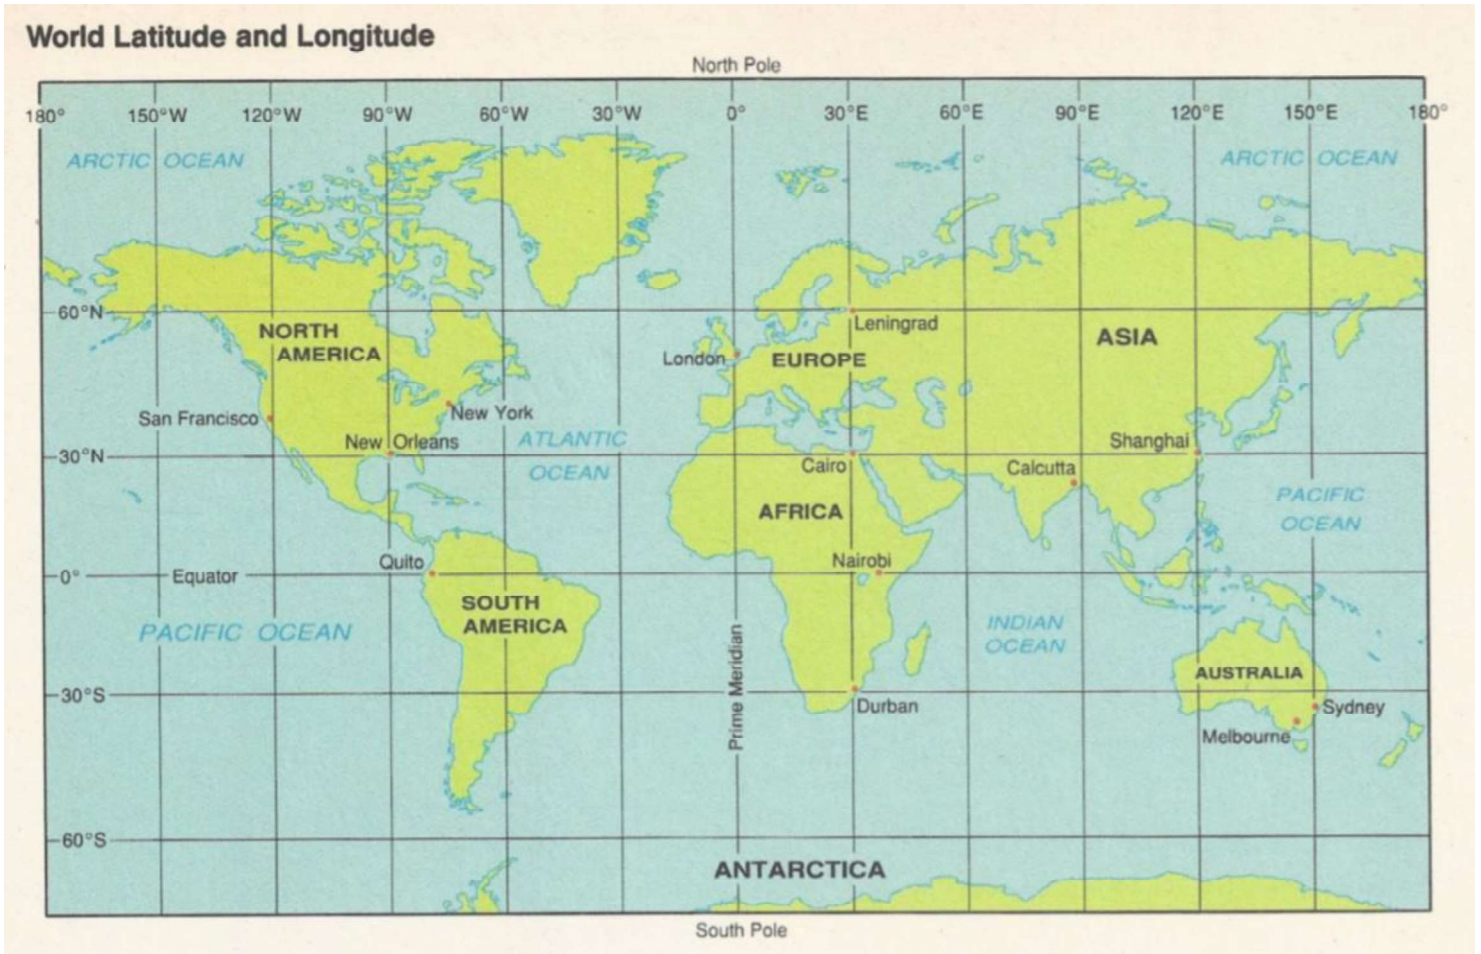 World Latitude and Longitude
North Pole
180° 150°W 120°W 90°W 60°W 30°W 0° 30°E 60°E 90°E 120°E 150°E 180°
ARCTIC OCEAN
ARCTIC OCEAN
60°N
NORTH
AMERICA
Leningrad
ASIA
London
EUROPE
San Francisco
New York
New Orleans
ATLANTIC
OCEAN
Shanghai
30°N
Cairo
Calcutta
PACIFIC
OCEAN
AFRICA
Quito
Nairobi
0°
Equator
SOUTH
AMERICA
PACIFIC OCEAN
INDIAN
OCEAN
Prime Meridian
AUSTRALIA
30°S
Durban
Sydney
Melbourne
60°S
ANTARCTICA
South Pole